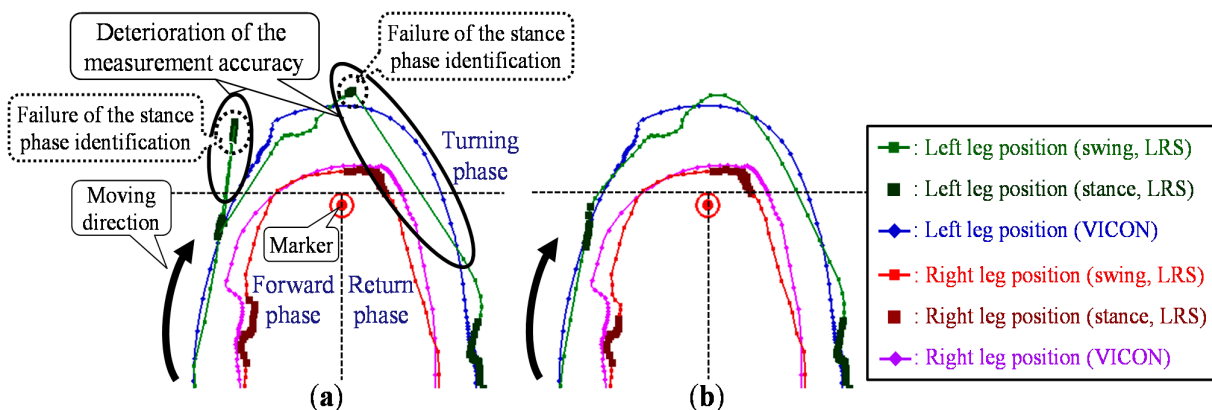 Deterioration of the
measurement accuracy
Failure of the stance
phase identification
Failure of the stance
phase identification
Turning
phase
Moving
direction
Marker
Forward
phase
Return
phase
(a)
(b)
: Left leg position (swing, LRS)
: Left leg position (stance, LRS)
: Left leg position (VICON)
: Right leg position (swing, LRS)
: Right leg position (stance, LRS)
: Right leg position (VICON)